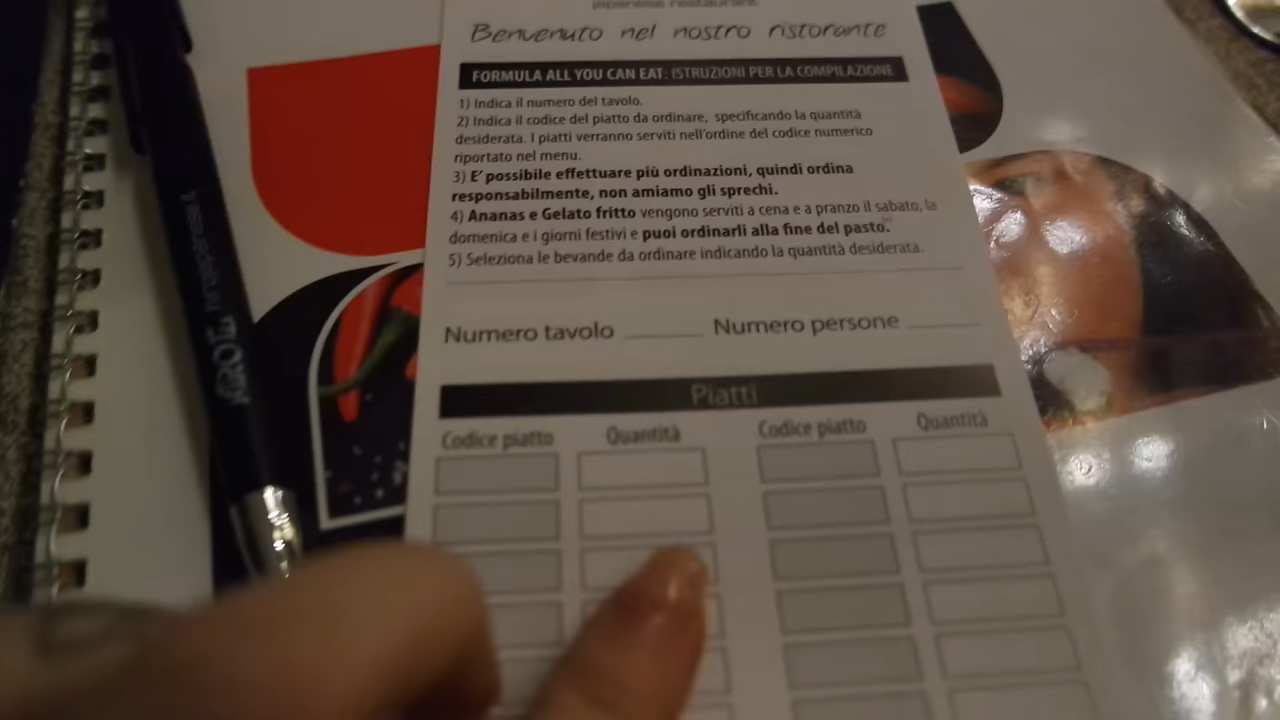 japanese restaurant
Benvenuto nel nostro ristorante
FORMULA ALL YOU CAN EAT: ISTRUZIONI PER LA COMPILAZIONE
1) Indica il numero del tavolo.
2) Indica il codice del piatto da ordinare, specificando la quantità
desiderata. I piatti verranno serviti nell'ordine del codice numerico
riportato nel menu.
3) E' possibile effettuare più ordinazioni, quindi ordina
responsabilmente, non amiamo gli sprechi.
4) Ananas e Gelato fritto vengono serviti a cena e a pranzo il sabato, la
domenica e i giorni festivi e puoi ordinarli alla fine del pasto.
5) Seleziona le bevande da ordinare indicando la quantità desiderata.
Numero tavolo Numero persone
Piatti
Codice piatto Quantità Codice piatto Quantità